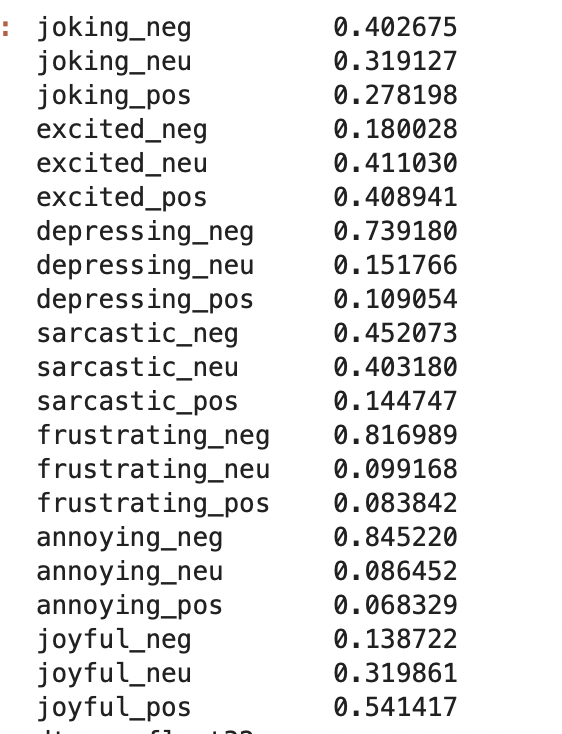 : joking_neg 0.402675
joking_neu 0.319127
joking_pos 0.278198
excited_neg 0.180028
excited_neu 0.411030
excited_pos 0.408941
depressing_neg 0.739180
depressing_neu 0.151766
depressing_pos 0.109054
sarcastic_neg 0.452073
sarcastic_neu 0.403180
sarcastic_pos 0.144747
frustrating_neg 0.816989
frustrating_neu 0.099168
frustrating_pos 0.083842
annoying_neg 0.845220
annoying_neu 0.086452
annoying_pos 0.068329
joyful_neg 0.138722
joyful_neu 0.319861
joyful_pos 0.541417